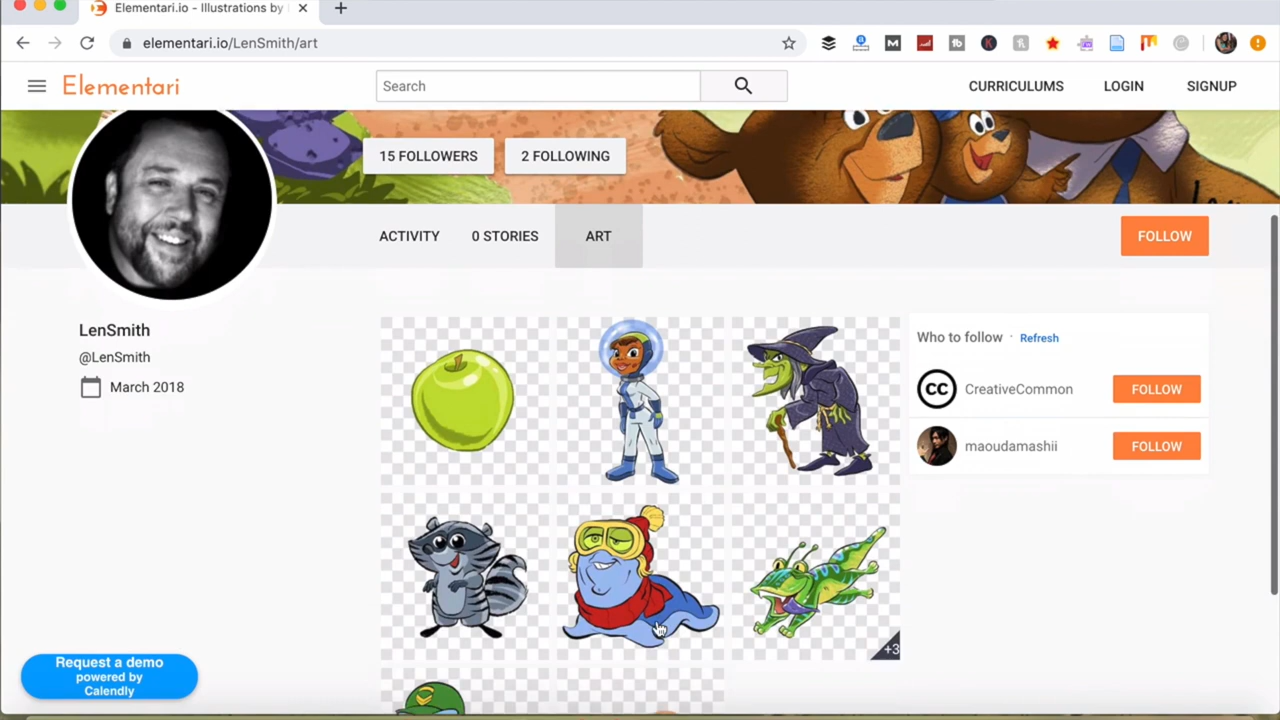 Elementari.io - Illustrations by
elementari.io/LenSmith/art
Elementari
Search
CURRICULUMS
LOGIN
SIGNUP
15 FOLLOWERS
2 FOLLOWING
ACTIVITY
0 STORIES
ART
FOLLOW
LenSmith
@LenSmith
March 2018
Who to follow · Refresh
CC
CreativeCommon
FOLLOW
maoudamashii
FOLLOW
+3
Request a demo
powered by
Calendly